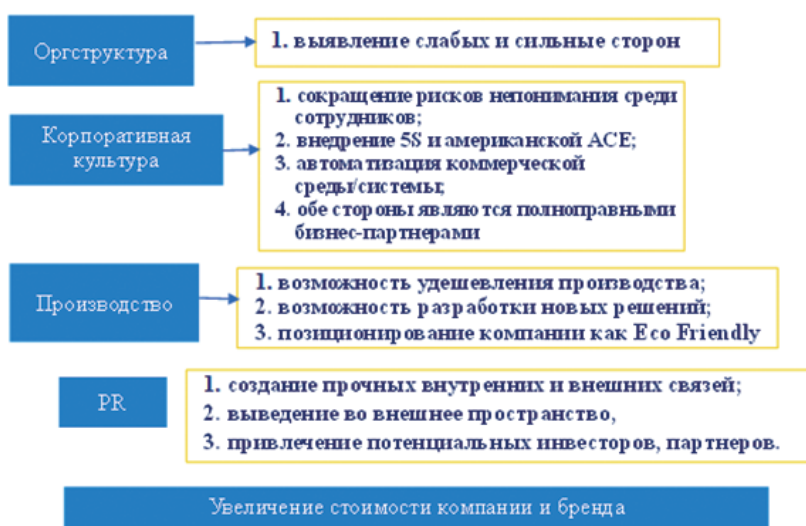 Оргструктура
1. выявление слабых и сильные сторон
Корпоративная
культура
1. сокращение рисков непонимания среди
сотрудников;
2. внедрение 5S и американской ACE;
3. автоматизация коммерческой
среды/системы;
4. обе стороны являются полноправными
бизнес-партнерами
Производство
1. возможность удешевления производства;
2. возможность разработки новых решений;
3. позиционирование компании как Eco Friendly
PR
1. создание прочных внутренних и внешних связей;
2. выведение во внешнее пространство,
3. привлечение потенциальных инвесторов, партнеров.
Увеличение стоимости компании и бренда